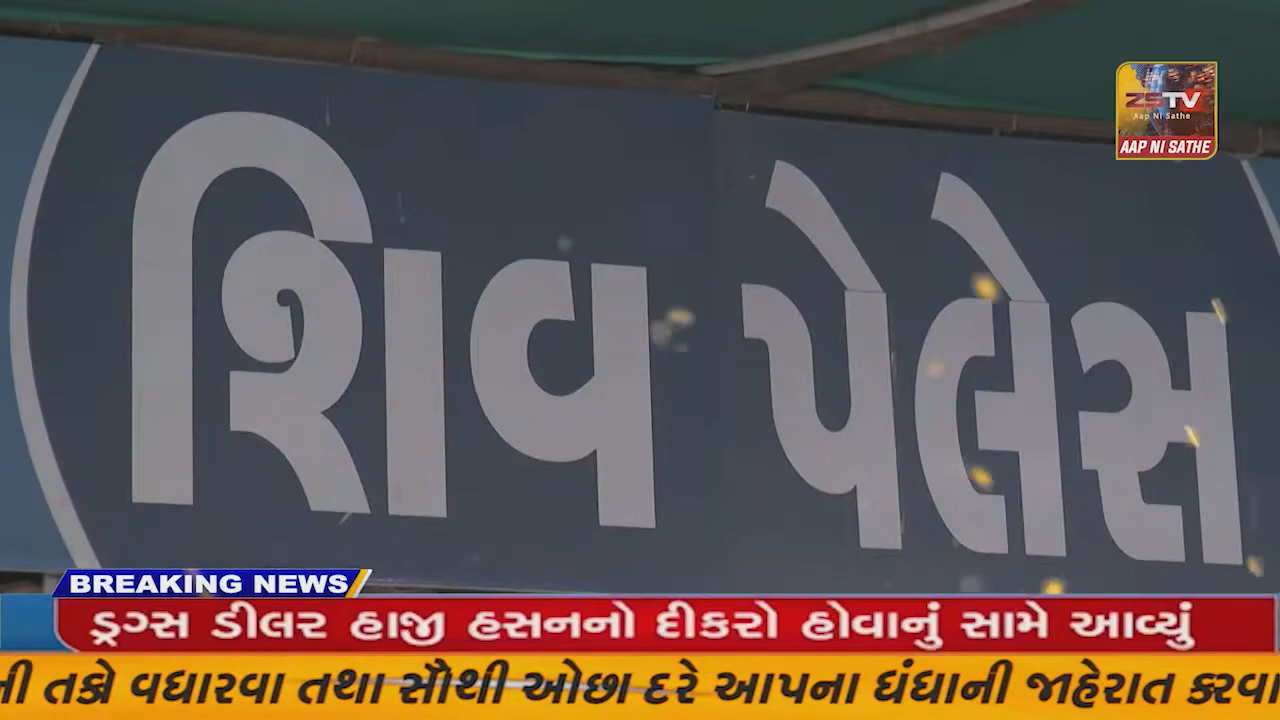 શિવ પેલેસ
ZSTV
Aap Ni Sathe
AAP NI SATHE
BREAKING NEWS
ડ્રગ્સ ડીલર હાજી હસનનો દીકરો હોવાનું સામે આવ્યું
ની તકો વધારવા તથા સૌથી ઓછા દરે આપના ધંધાની જાહેરાત કરવા